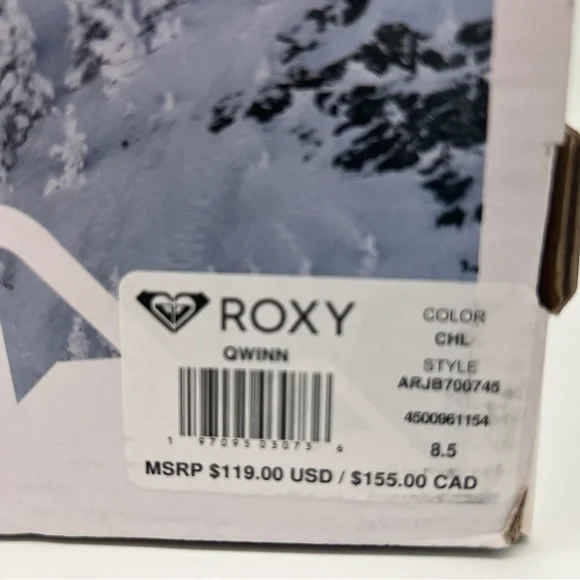 ROXY
QWINN
COLOR
CHL
STYLE
ARJB700745
4500961154
8.5
1 97095 03073 6
MSRP $119.00 USD / $155.00 CAD